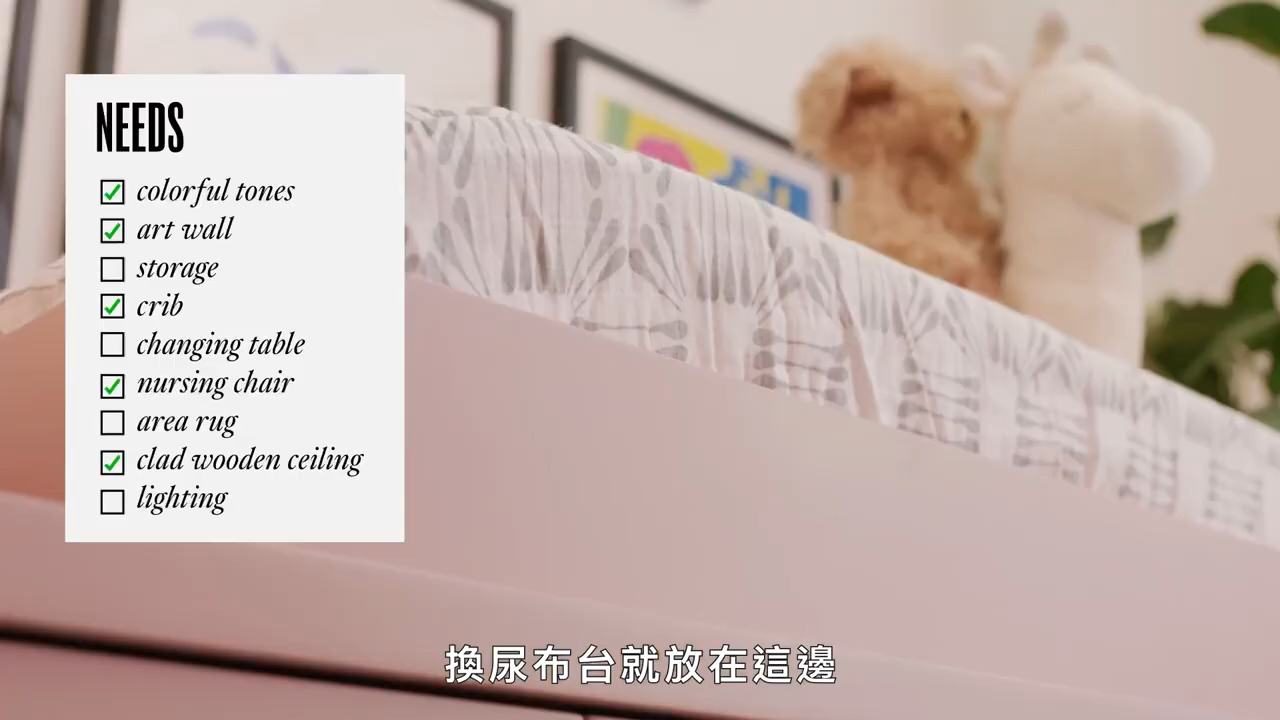 NEEDS
colorful tones
art wall
storage
crib
changing table
nursing chair
area rug
clad wooden ceiling
lighting
換尿布台就放在這邊